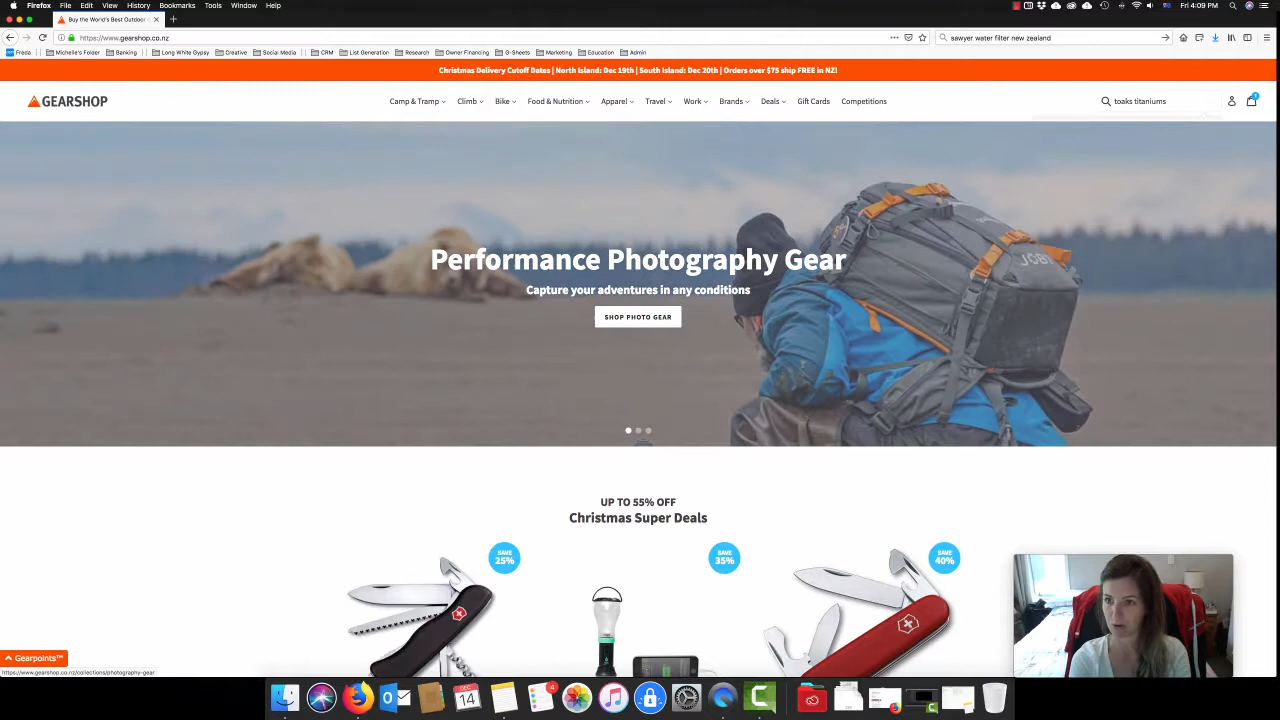 Firefox File Edit View History Bookmarks Tools Window Help
Fri 4:09 PM
Buy the World's Best Outdoor
https://www.gearshop.co.nz
sawyer water filter new zealand
Freda Michelle's Folder Banking Long White Gypsy Creative Social Media CRM List Generation Research Owner Financing G-Sheets Marketing Education Admin
Christmas Delivery Cutoff Dates | North Island: Dec 19th | South Island: Dec 20th | Orders over $75 ship FREE in NZ!
GEARSHOP
Camp & Tramp Climb Bike Food & Nutrition Apparel Travel Work Brands Deals Gift Cards Competitions
toaks titaniums
JOBY
Performance Photography Gear
Capture your adventures in any conditions
SHOP PHOTO GEAR
UP TO 55% OFF
Christmas Super Deals
SAVE 25%
SAVE 35%
SAVE 40%
Gearpoints™
https://www.gearshop.co.nz/collections/photography-gear
DEC
14
4